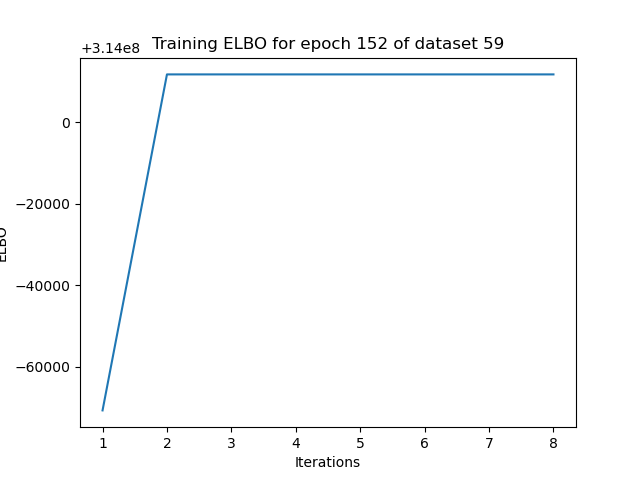 Training ELBO for epoch 152 of dataset 59
+3.14e8
0
−20000
−40000
−60000
ELBO
1 2 3 4 5 6 7 8
Iterations